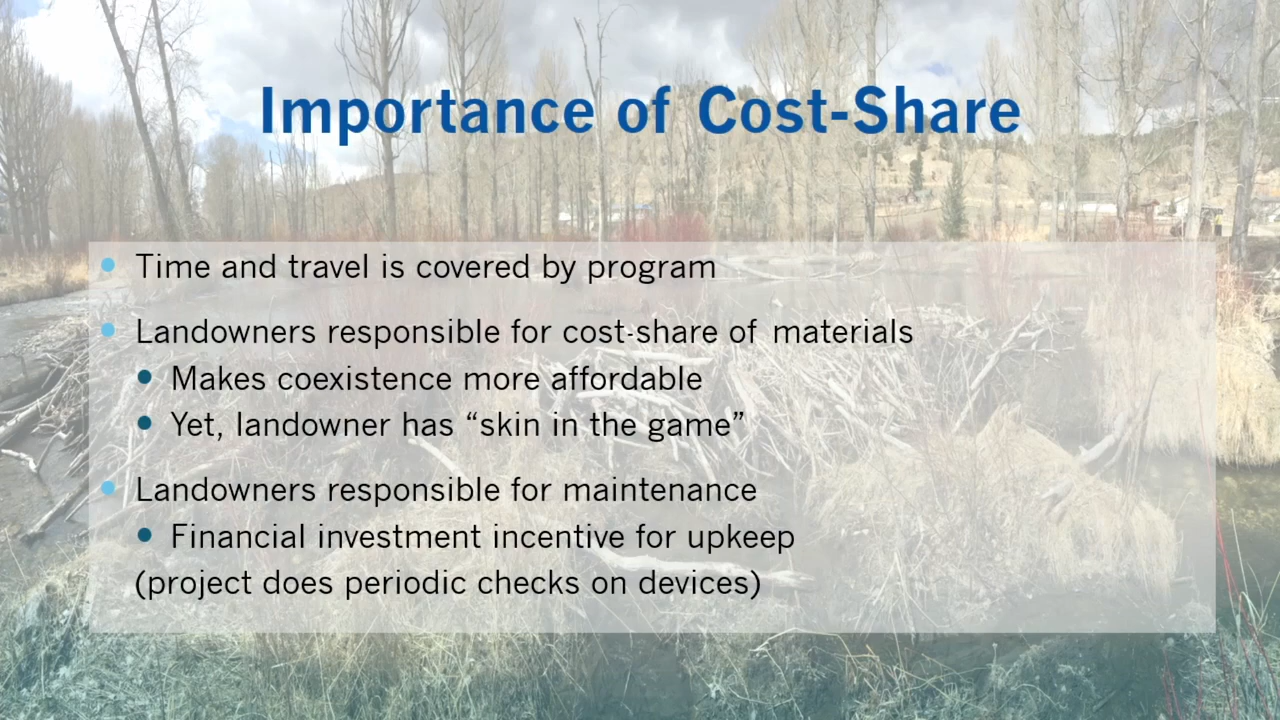 Importance of Cost-Share
• Time and travel is covered by program
• Landowners responsible for cost-share of materials
• Makes coexistence more affordable
• Yet, landowner has “skin in the game”
• Landowners responsible for maintenance
• Financial investment incentive for upkeep
(project does periodic checks on devices)